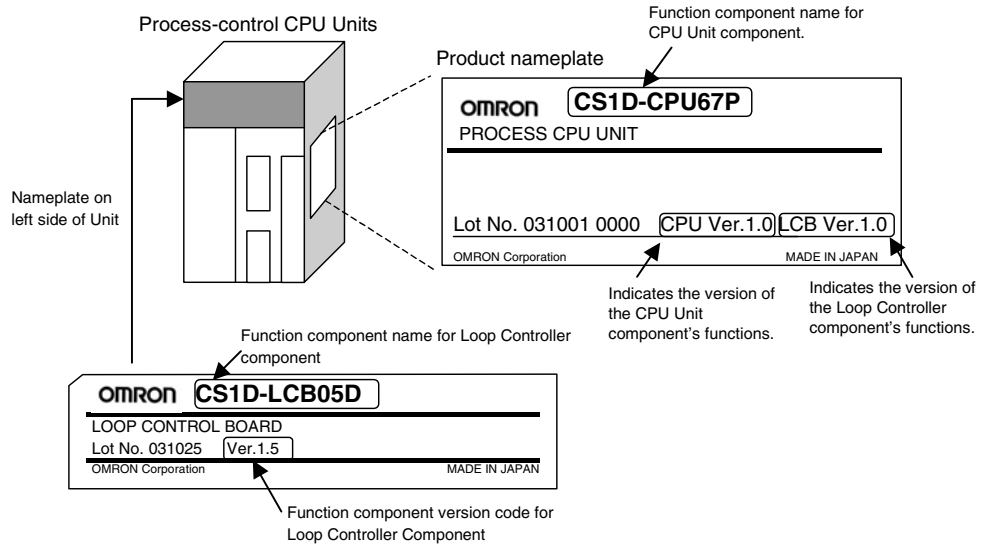 Process-control CPU Units
Function component name for
CPU Unit component.
Product nameplate
OMRON CS1D-CPU67P
PROCESS CPU UNIT
Lot No. 031001 0000 CPU Ver.1.0 LCB Ver.1.0
OMRON Corporation MADE IN JAPAN
Nameplate on
left side of Unit
Indicates the version of
the CPU Unit
component's functions.
Indicates the version of
the Loop Controller
component's functions.
Function component name for Loop Controller
component
OMRON CS1D-LCB05D
LOOP CONTROL BOARD
Lot No. 031025 Ver.1.5
OMRON Corporation MADE IN JAPAN
Function component version code for
Loop Controller Component